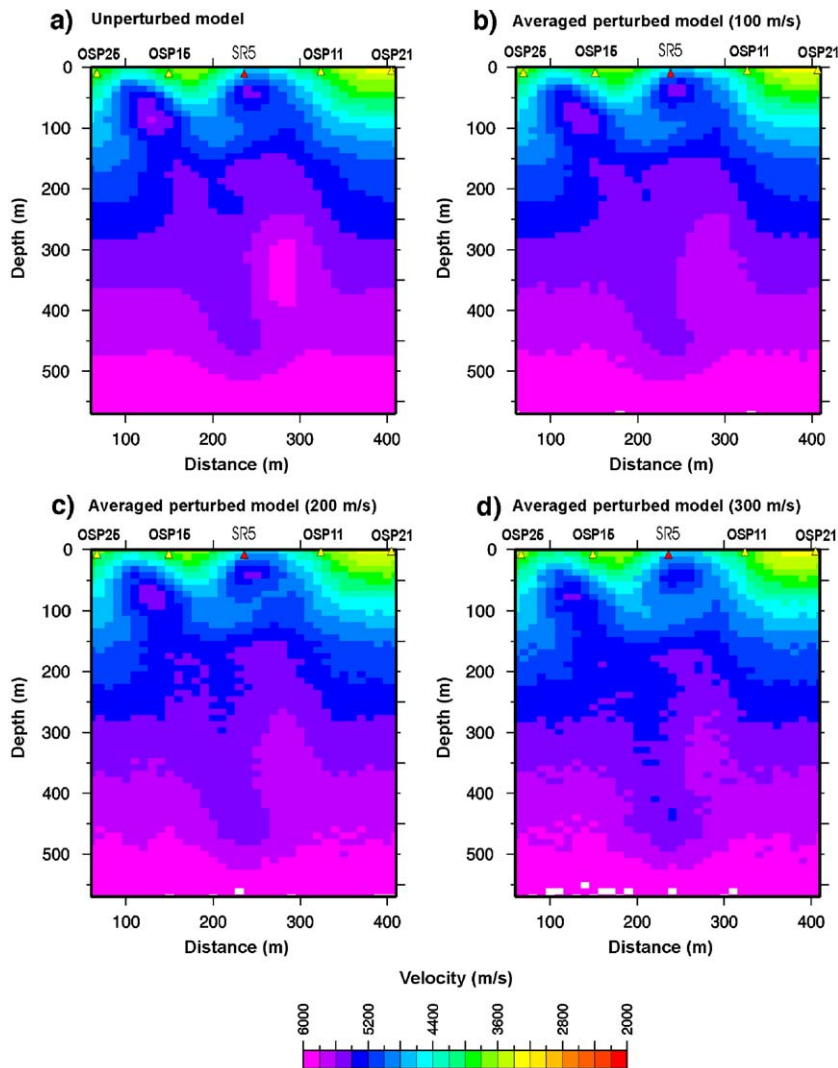 a) Unperturbed model
OSP25 OSP15 SR5 OSP11 OSP21
0
100
200
300
400
500
Depth (m)
100 200 300 400
Distance (m)
b) Averaged perturbed model (100 m/s)
OSP25 OSP15 SR5 OSP11 OSP21
0
100
200
300
400
500
Depth (m)
100 200 300 400
Distance (m)
c) Averaged perturbed model (200 m/s)
OSP25 OSP15 SR5 OSP11 OSP21
0
100
200
300
400
500
Depth (m)
100 200 300 400
Distance (m)
d) Averaged perturbed model (300 m/s)
OSP25 OSP15 SR5 OSP11 OSP21
0
100
200
300
400
500
Depth (m)
100 200 300 400
Distance (m)
Velocity (m/s)
6000 5200 4400 3600 2800 2000